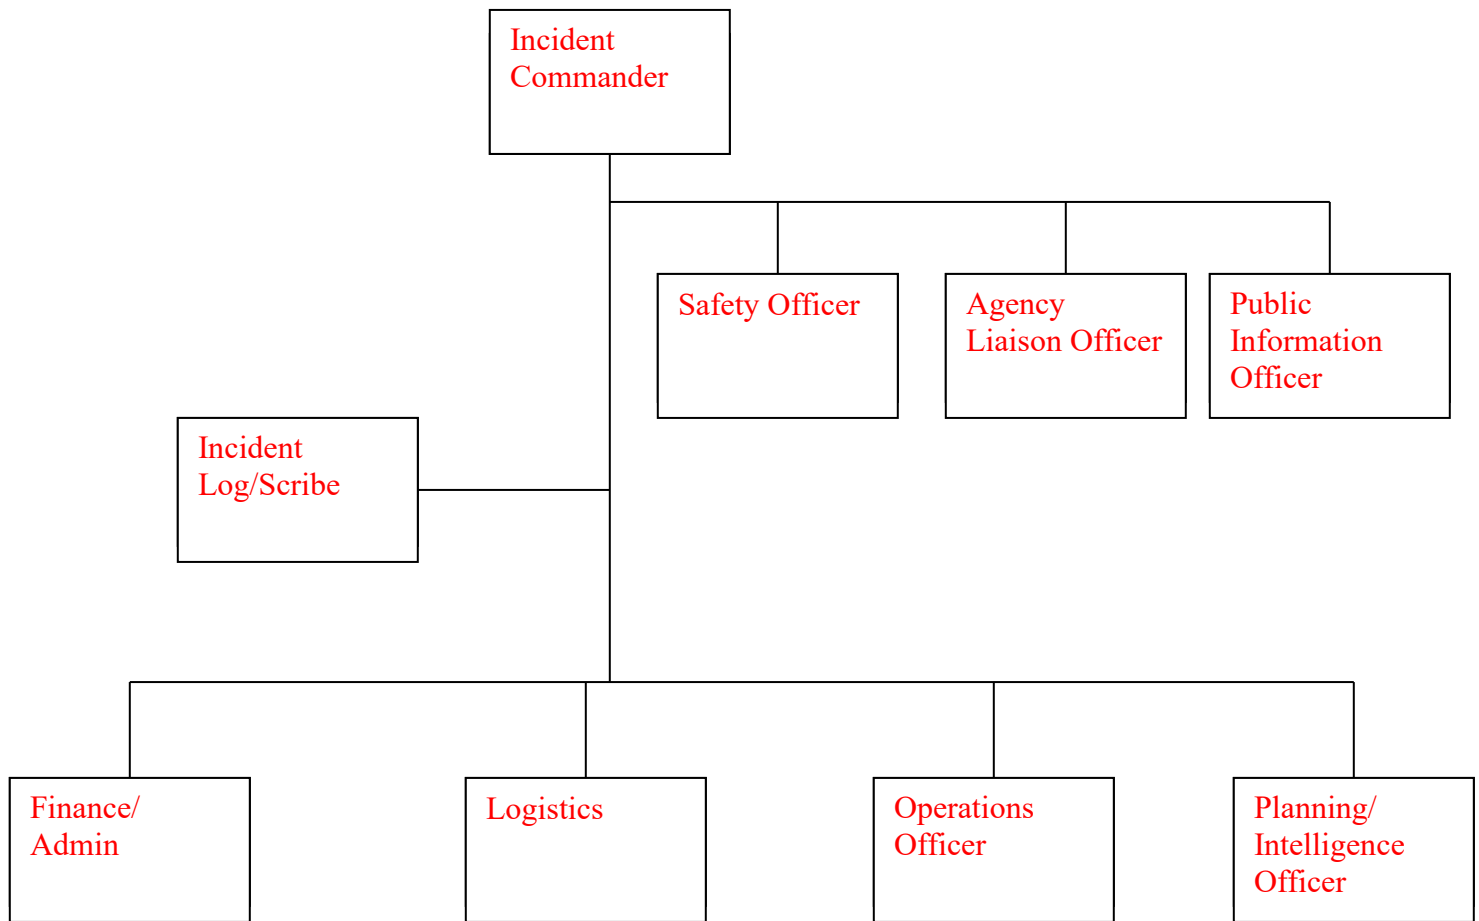 Incident
Commander
Safety Officer
Agency
Liaison Officer
Public
Information
Officer
Incident
Log/Scribe
Finance/
Admin
Logistics
Operations
Officer
Planning/
Intelligence
Officer